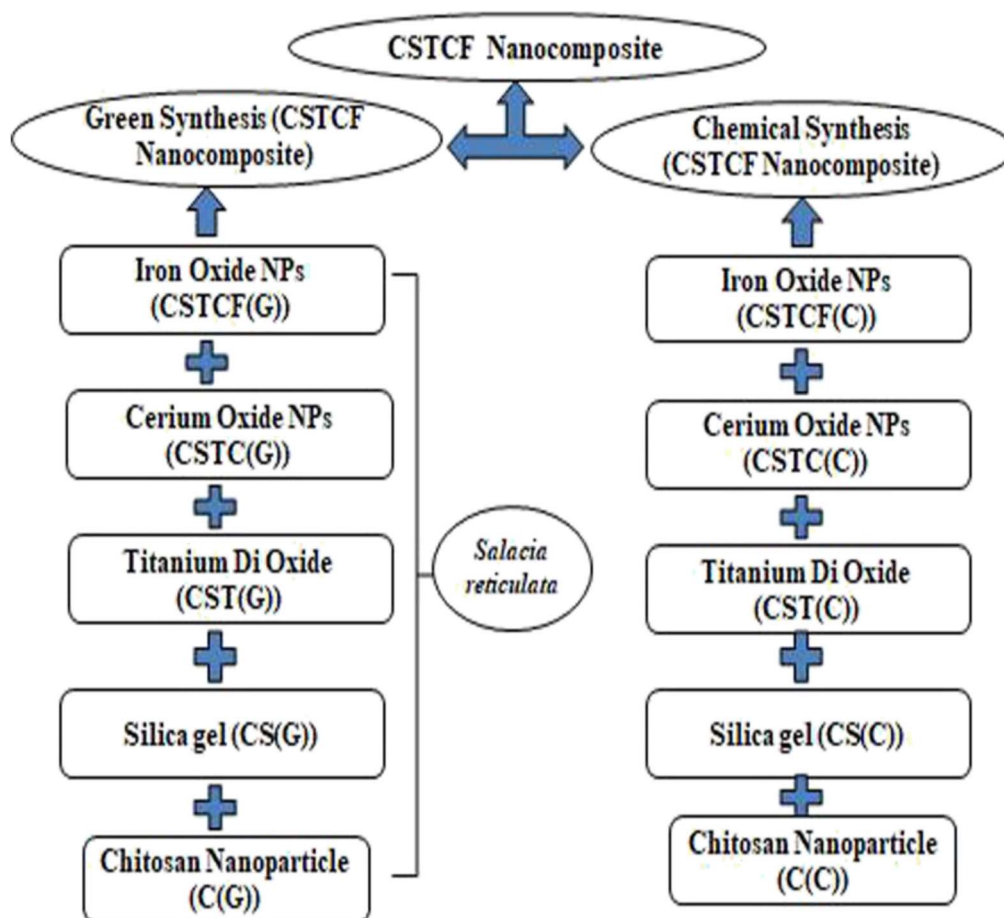 CSTCF Nanocomposite
Green Synthesis (CSTCF
Nanocomposite)
Chemical Synthesis
(CSTCF Nanocomposite)
Iron Oxide NPs
(CSTCF(G))
Cerium Oxide NPs
(CSTC(G))
Titanium Di Oxide
(CST(G))
Silica gel (CS(G))
Chitosan Nanoparticle
(C(G))
Salacia
reticulata
Iron Oxide NPs
(CSTCF(C))
Cerium Oxide NPs
(CSTC(C))
Titanium Di Oxide
(CST(C))
Silica gel (CS(C))
Chitosan Nanoparticle
(C(C))